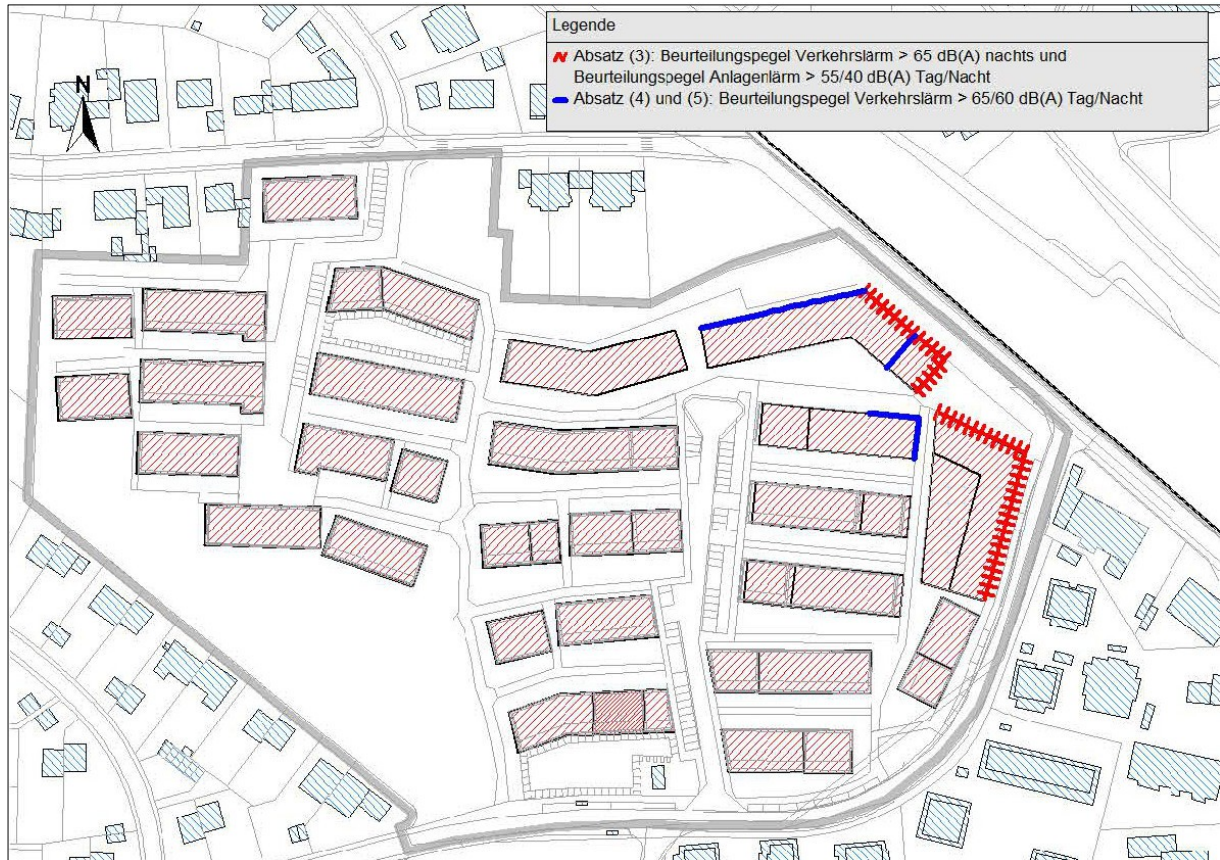 Legende
Absatz (3): Beurteilungspegel Verkehrslärm > 65 dB(A) nachts und
Beurteilungspegel Anlagenlärm > 55/40 dB(A) Tag/Nacht
Absatz (4) und (5): Beurteilungspegel Verkehrslärm > 65/60 dB(A) Tag/Nacht
N